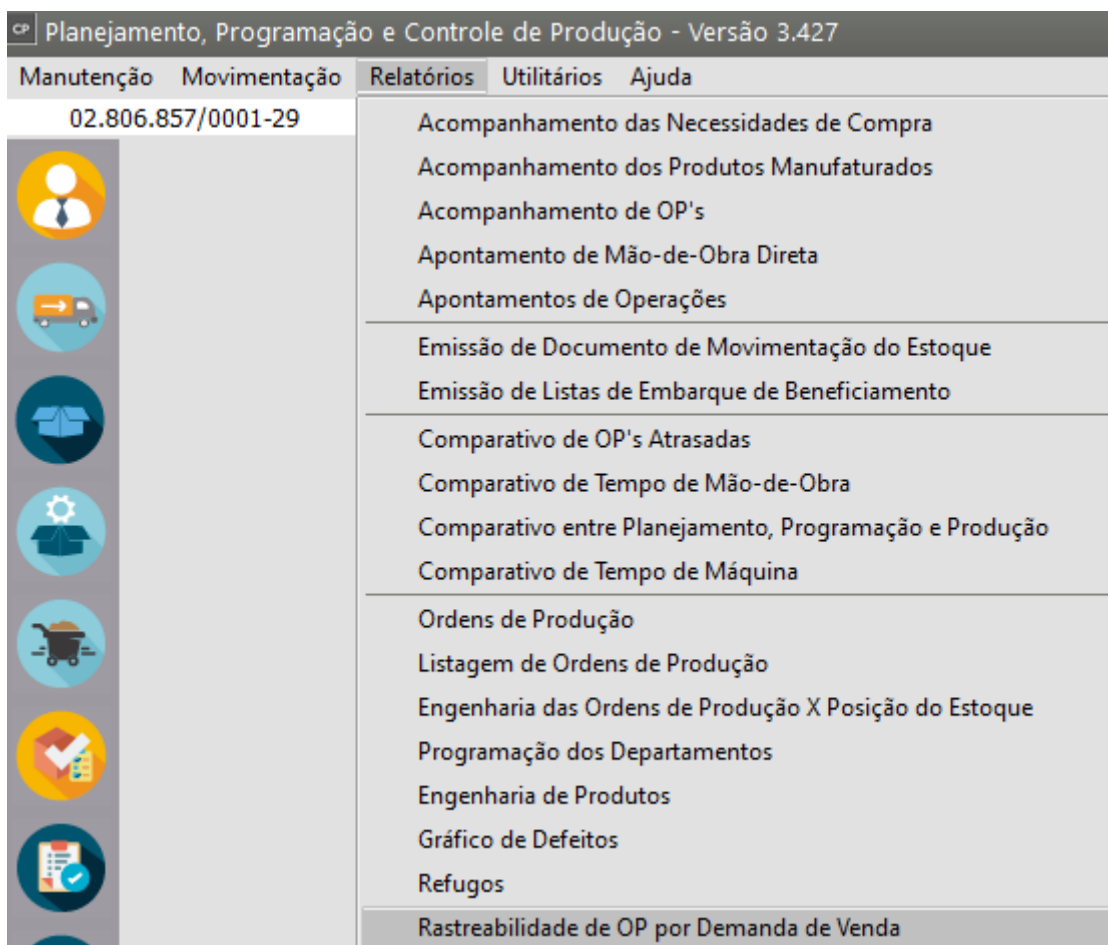 CP Planejamento, Programação e Controle de Produção - Versão 3.427
Manutenção Movimentação Relatórios Utilitários Ajuda
02.806.857/0001-29
Acompanhamento das Necessidades de Compra
Acompanhamento dos Produtos Manufaturados
Acompanhamento de OP's
Apontamento de Mão-de-Obra Direta
Apontamentos de Operações
Emissão de Documento de Movimentação do Estoque
Emissão de Listas de Embarque de Beneficiamento
Comparativo de OP's Atrasadas
Comparativo de Tempo de Mão-de-Obra
Comparativo entre Planejamento, Programação e Produção
Comparativo de Tempo de Máquina
Ordens de Produção
Listagem de Ordens de Produção
Engenharia das Ordens de Produção X Posição do Estoque
Programação dos Departamentos
Engenharia de Produtos
Gráfico de Defeitos
Refugos
Rastreabilidade de OP por Demanda de Venda